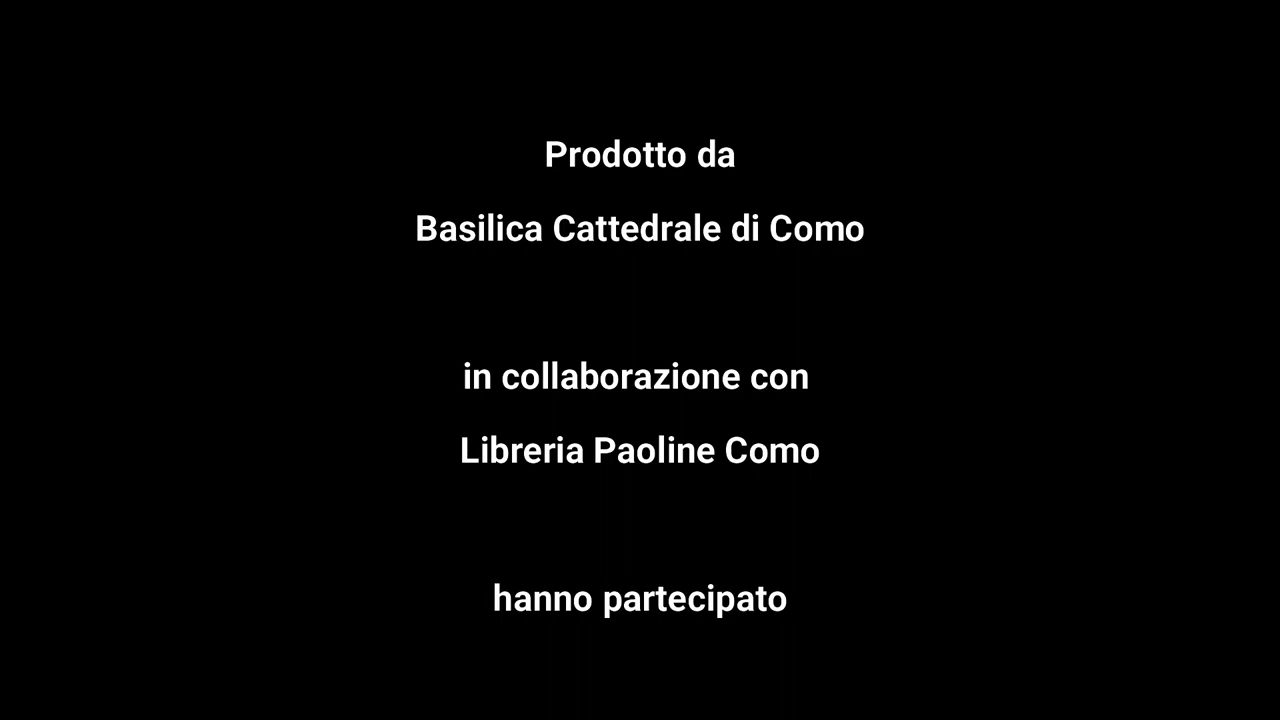 Prodotto da
Basilica Cattedrale di Como
in collaborazione con
Libreria Paoline Como
hanno partecipato